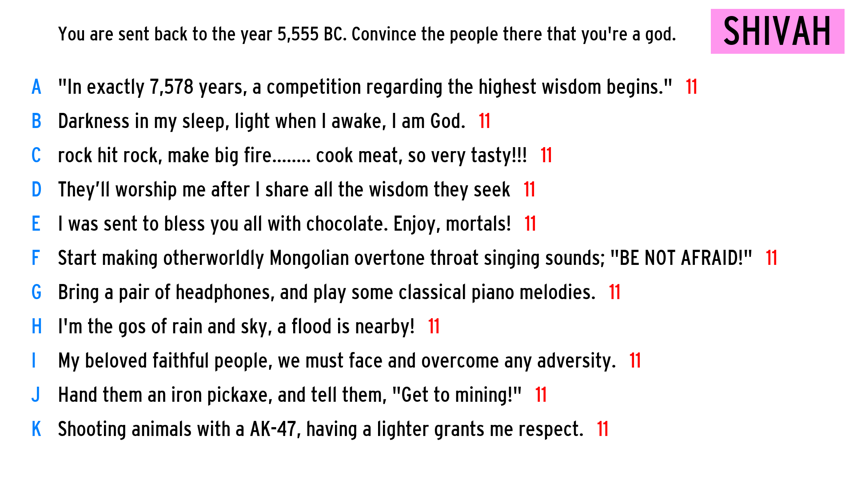 You are sent back to the year 5,555 BC. Convince the people there that you're a god.
SHIVAH
A "In exactly 7,578 years, a competition regarding the highest wisdom begins." 11
B Darkness in my sleep, light when I awake, I am God. 11
C rock hit rock, make big fire........ cook meat, so very tasty!!! 11
D They’ll worship me after I share all the wisdom they seek 11
E I was sent to bless you all with chocolate. Enjoy, mortals! 11
F Start making otherworldly Mongolian overtone throat singing sounds; "BE NOT AFRAID!" 11
G Bring a pair of headphones, and play some classical piano melodies. 11
H I'm the gos of rain and sky, a flood is nearby! 11
I My beloved faithful people, we must face and overcome any adversity. 11
J Hand them an iron pickaxe, and tell them, "Get to mining!" 11
K Shooting animals with a AK-47, having a lighter grants me respect. 11